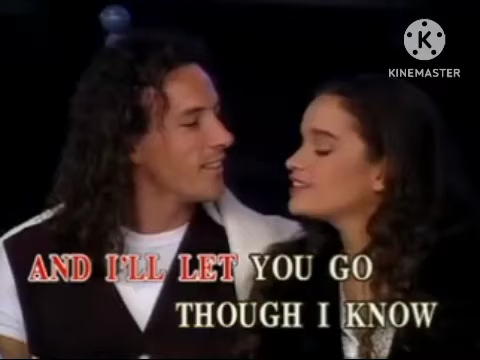 K
KINEMASTER
AND I'LL LET YOU GO
THOUGH I KNOW